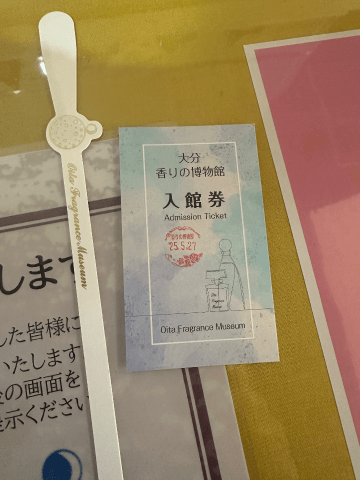 Oita Fragrance Museum
大分
香りの博物館
入館券
Admission Ticket
25.5.27
Oita Fragrance Museum
します
した皆様に
いたします
の画面を
示ください